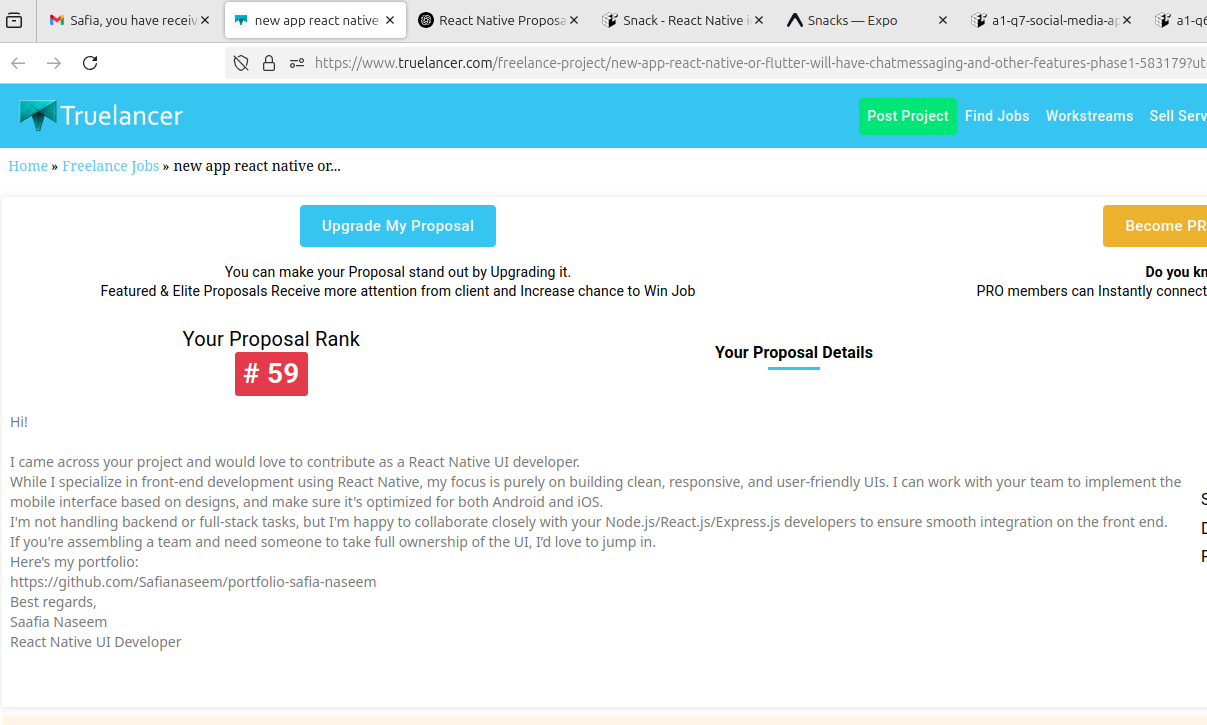 Safia, you have receiv
new app react native
React Native Proposa
Snack - React Native i
Snacks — Expo
a1-q7-social-media-ap
a1-q6
https://www.truelancer.com/freelance-project/new-app-react-native-or-flutter-will-have-chatmessaging-and-other-features-phase1-583179?ut
Truelancer
Post Project Find Jobs Workstreams Sell Serv
Home » Freelance Jobs » new app react native or...
Upgrade My Proposal
Become PR
You can make your Proposal stand out by Upgrading it.
Do you kn
Featured & Elite Proposals Receive more attention from client and Increase chance to Win Job
PRO members can Instantly connect
Your Proposal Rank
# 59
Your Proposal Details
Hi!
I came across your project and would love to contribute as a React Native UI developer.
While I specialize in front-end development using React Native, my focus is purely on building clean, responsive, and user-friendly UIs. I can work with your team to implement the
mobile interface based on designs, and make sure it's optimized for both Android and iOS.
I'm not handling backend or full-stack tasks, but I'm happy to collaborate closely with your Node.js/React.js/Express.js developers to ensure smooth integration on the front end.
If you're assembling a team and need someone to take full ownership of the UI, I’d love to jump in.
Here’s my portfolio:
https://github.com/Safianaseem/portfolio-safia-naseem
Best regards,
Saafia Naseem
React Native UI Developer